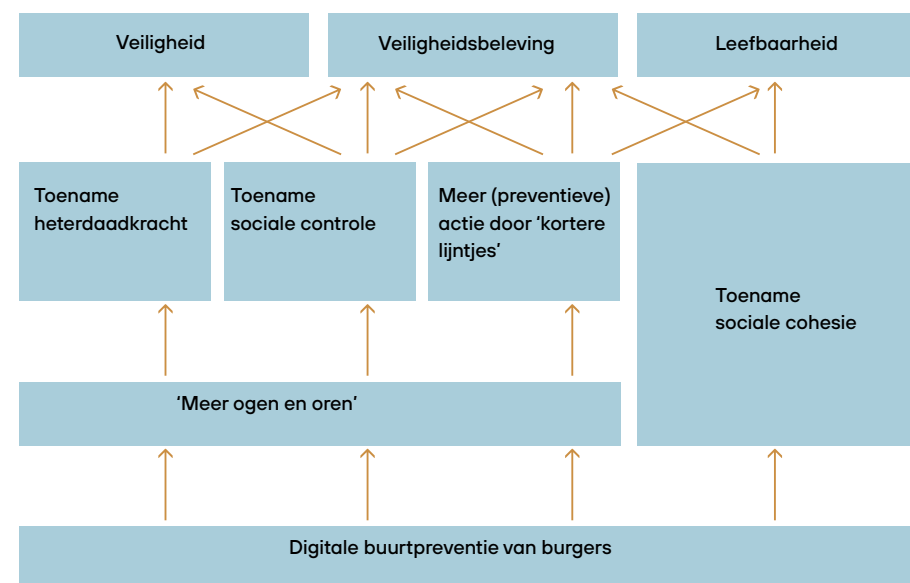 Veiligheid
Veiligheidsbeleving
Leefbaarheid
Toename
heterdaadkracht
Toename
sociale controle
Meer (preventieve)
actie door ‘kortere
lijntjes’
Toename
sociale cohesie
‘Meer ogen en oren’
Digitale buurtpreventie van burgers